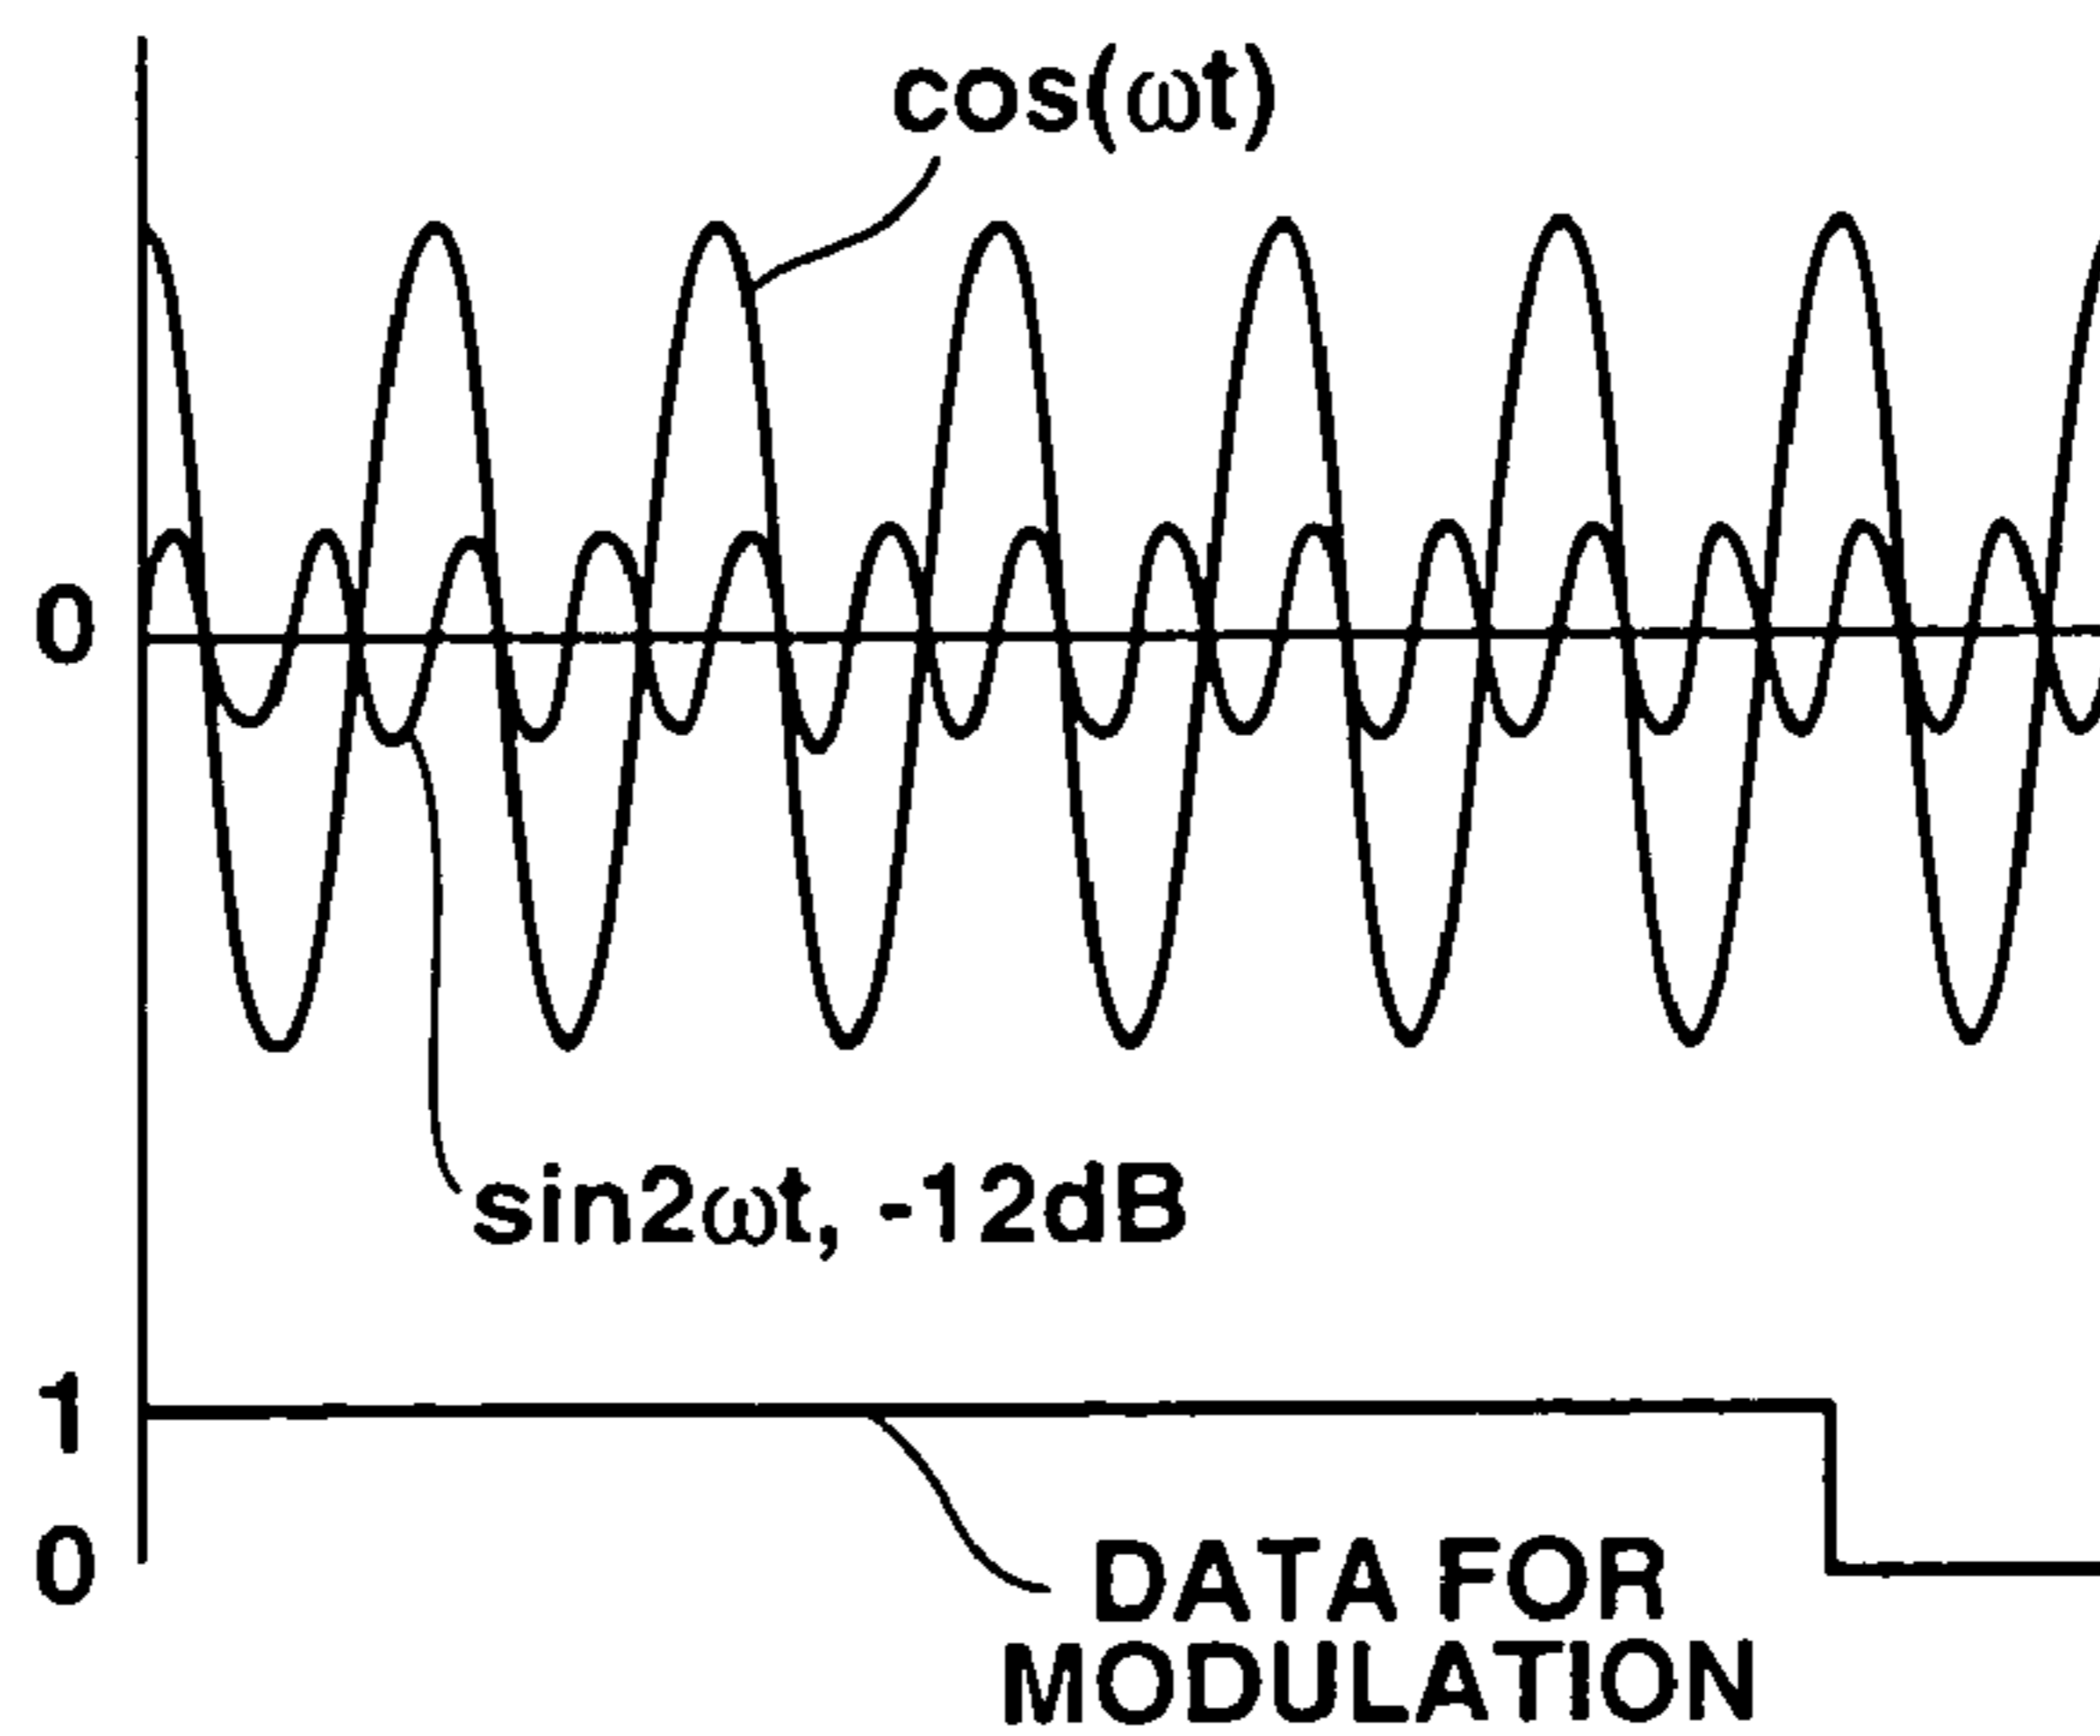 cos(ωt)
0
sin2ωt, -12dB
1
0
DATA FOR
MODULATION